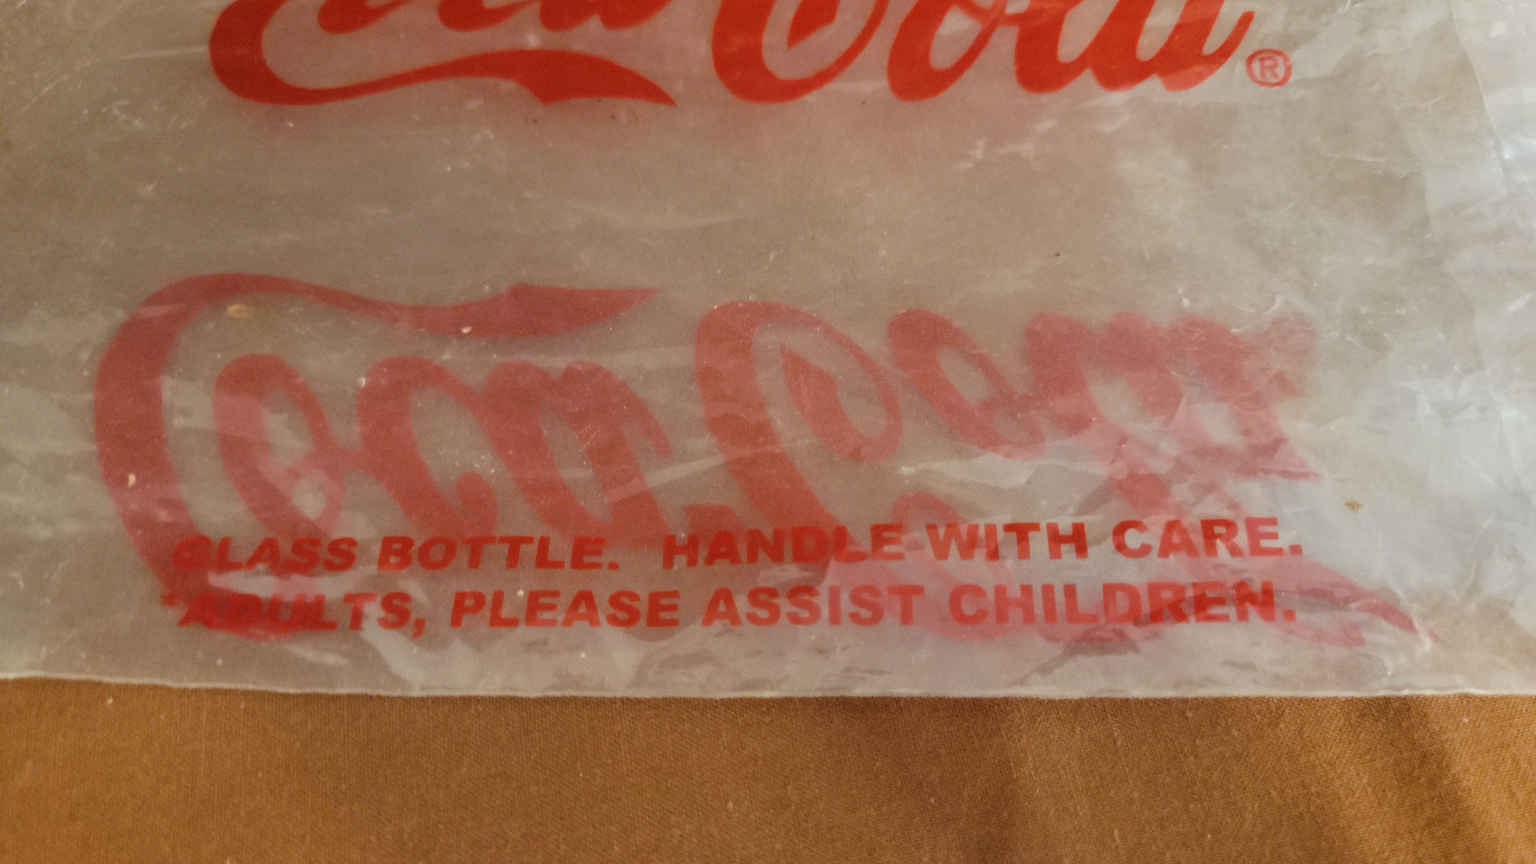 Coca-Cola®
Coca-Cola
GLASS BOTTLE. HANDLE WITH CARE.
*ADULTS, PLEASE ASSIST CHILDREN.